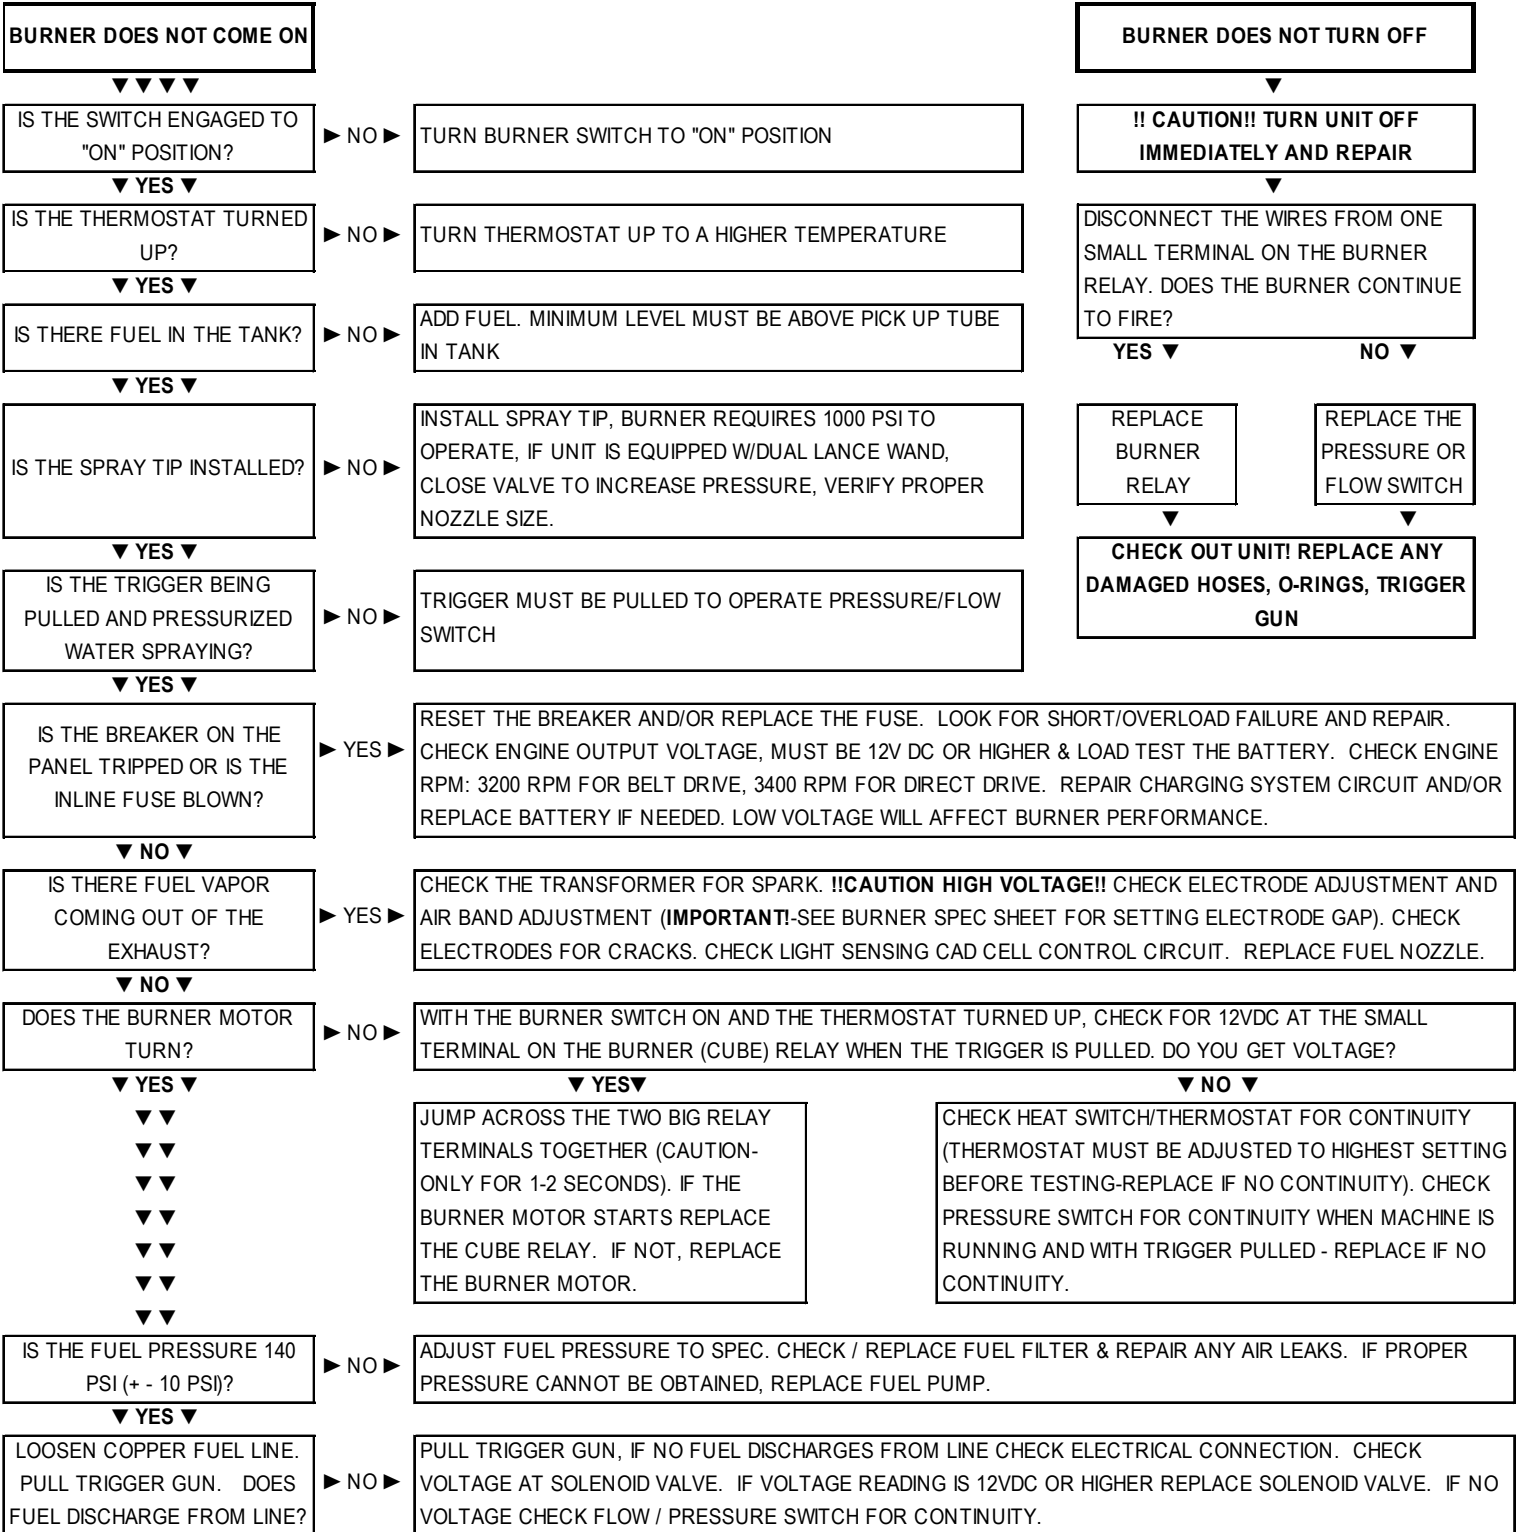 BURNER DOES NOT COME ON
▼ ▼ ▼ ▼
IS THE SWITCH ENGAGED TO
"ON" POSITION?
► NO ►
TURN BURNER SWITCH TO "ON" POSITION
▼ YES ▼
IS THE THERMOSTAT TURNED
UP?
► NO ►
TURN THERMOSTAT UP TO A HIGHER TEMPERATURE
▼ YES ▼
IS THERE FUEL IN THE TANK?
► NO ►
ADD FUEL. MINIMUM LEVEL MUST BE ABOVE PICK UP TUBE
IN TANK
▼ YES ▼
IS THE SPRAY TIP INSTALLED?
► NO ►
INSTALL SPRAY TIP, BURNER REQUIRES 1000 PSI TO
OPERATE, IF UNIT IS EQUIPPED W/DUAL LANCE WAND,
CLOSE VALVE TO INCREASE PRESSURE, VERIFY PROPER
NOZZLE SIZE.
▼ YES ▼
IS THE TRIGGER BEING
PULLED AND PRESSURIZED
WATER SPRAYING?
► NO ►
TRIGGER MUST BE PULLED TO OPERATE PRESSURE/FLOW
SWITCH
▼ YES ▼
BURNER DOES NOT TURN OFF
▼
!! CAUTION!! TURN UNIT OFF
IMMEDIATELY AND REPAIR
▼
DISCONNECT THE WIRES FROM ONE
SMALL TERMINAL ON THE BURNER
RELAY. DOES THE BURNER CONTINUE
TO FIRE?
YES ▼
NO ▼
REPLACE
BURNER
RELAY
REPLACE THE
PRESSURE OR
FLOW SWITCH
▼
▼
CHECK OUT UNIT! REPLACE ANY
DAMAGED HOSES, O-RINGS, TRIGGER
GUN
IS THE BREAKER ON THE
PANEL TRIPPED OR IS THE
INLINE FUSE BLOWN?
► YES ►
RESET THE BREAKER AND/OR REPLACE THE FUSE. LOOK FOR SHORT/OVERLOAD FAILURE AND REPAIR.
CHECK ENGINE OUTPUT VOLTAGE, MUST BE 12V DC OR HIGHER & LOAD TEST THE BATTERY. CHECK ENGINE
RPM: 3200 RPM FOR BELT DRIVE, 3400 RPM FOR DIRECT DRIVE. REPAIR CHARGING SYSTEM CIRCUIT AND/OR
REPLACE BATTERY IF NEEDED. LOW VOLTAGE WILL AFFECT BURNER PERFORMANCE.
▼ NO ▼
IS THERE FUEL VAPOR
COMING OUT OF THE
EXHAUST?
► YES ►
CHECK THE TRANSFORMER FOR SPARK. !!CAUTION HIGH VOLTAGE!! CHECK ELECTRODE ADJUSTMENT AND
AIR BAND ADJUSTMENT (IMPORTANT!-SEE BURNER SPEC SHEET FOR SETTING ELECTRODE GAP). CHECK
ELECTRODES FOR CRACKS. CHECK LIGHT SENSING CAD CELL CONTROL CIRCUIT. REPLACE FUEL NOZZLE.
▼ NO ▼
DOES THE BURNER MOTOR
TURN?
► NO ►
WITH THE BURNER SWITCH ON AND THE THERMOSTAT TURNED UP, CHECK FOR 12VDC AT THE SMALL
TERMINAL ON THE BURNER (CUBE) RELAY WHEN THE TRIGGER IS PULLED. DO YOU GET VOLTAGE?
▼ YES ▼
▼ ▼
▼ ▼
▼ ▼
▼ ▼
▼ ▼
▼ ▼
▼ ▼
▼ YES▼
JUMP ACROSS THE TWO BIG RELAY
TERMINALS TOGETHER (CAUTION-
ONLY FOR 1-2 SECONDS). IF THE
BURNER MOTOR STARTS REPLACE
THE CUBE RELAY. IF NOT, REPLACE
THE BURNER MOTOR.
▼ NO ▼
CHECK HEAT SWITCH/THERMOSTAT FOR CONTINUITY
(THERMOSTAT MUST BE ADJUSTED TO HIGHEST SETTING
BEFORE TESTING-REPLACE IF NO CONTINUITY). CHECK
PRESSURE SWITCH FOR CONTINUITY WHEN MACHINE IS
RUNNING AND WITH TRIGGER PULLED - REPLACE IF NO
CONTINUITY.
IS THE FUEL PRESSURE 140
PSI (+ - 10 PSI)?
► NO ►
ADJUST FUEL PRESSURE TO SPEC. CHECK / REPLACE FUEL FILTER & REPAIR ANY AIR LEAKS. IF PROPER
PRESSURE CANNOT BE OBTAINED, REPLACE FUEL PUMP.
▼ YES ▼
LOOSEN COPPER FUEL LINE.
PULL TRIGGER GUN. DOES
FUEL DISCHARGE FROM LINE?
► NO ►
PULL TRIGGER GUN, IF NO FUEL DISCHARGES FROM LINE CHECK ELECTRICAL CONNECTION. CHECK
VOLTAGE AT SOLENOID VALVE. IF VOLTAGE READING IS 12VDC OR HIGHER REPLACE SOLENOID VALVE. IF NO
VOLTAGE CHECK FLOW / PRESSURE SWITCH FOR CONTINUITY.